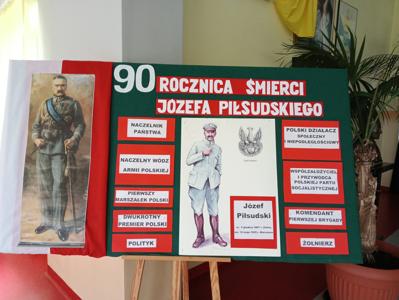 90 ROCZNICA ŚMIERCI
JÓZEFA PIŁSUDSKIEGO
NACZELNIK
PAŃSTWA
NACZELNY WÓDZ
ARMII POLSKIEJ
PIERWSZY
MARSZAŁEK POLSKI
DWUKROTNY
PREMIER POLSKI
POLITYK
Józef
Piłsudski
POLSKI DZIAŁACZ
SPOŁECZNY
I NIEPODLEGŁOŚCIOWY
WSPÓŁZAŁOŻYCIEL
I PRZYWÓDCA
POLSKIEJ PARTII
SOCJALISTYCZNEJ
KOMENDANT
PIERWSZEJ BRYGADY
ŻOŁNIERZ